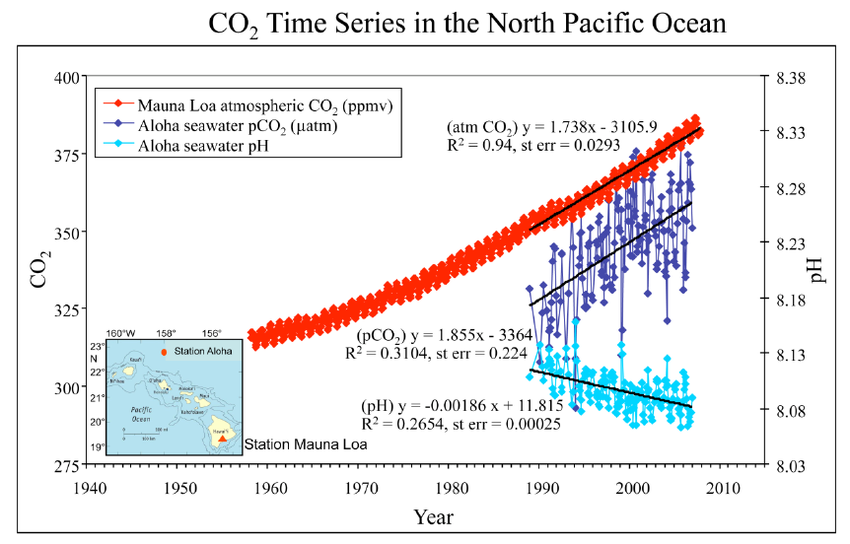 CO₂ Time Series in the North Pacific Ocean
400
375
350
325
300
275
CO₂
8.38
8.33
8.28
8.23
8.18
8.13
8.08
8.03
pH
Mauna Loa atmospheric CO₂ (ppmv)
Aloha seawater pCO₂ (µatm)
Aloha seawater pH
(atm CO₂) y = 1.738x - 3105.9
R² = 0.94, st err = 0.0293
(pCO₂) y = 1.855x - 3364
R² = 0.3104, st err = 0.224
(pH) y = -0.00186 x + 11.815
R² = 0.2654, st err = 0.00025
160°W 158° 156°
23°
N
22°
21°
20°
19°
Station Aloha
Kaua'i
O'ahu
Maui
Pacific
Ocean
Hawai'i
Station Mauna Loa
1940 1950 1960 1970 1980 1990 2000 2010
Year